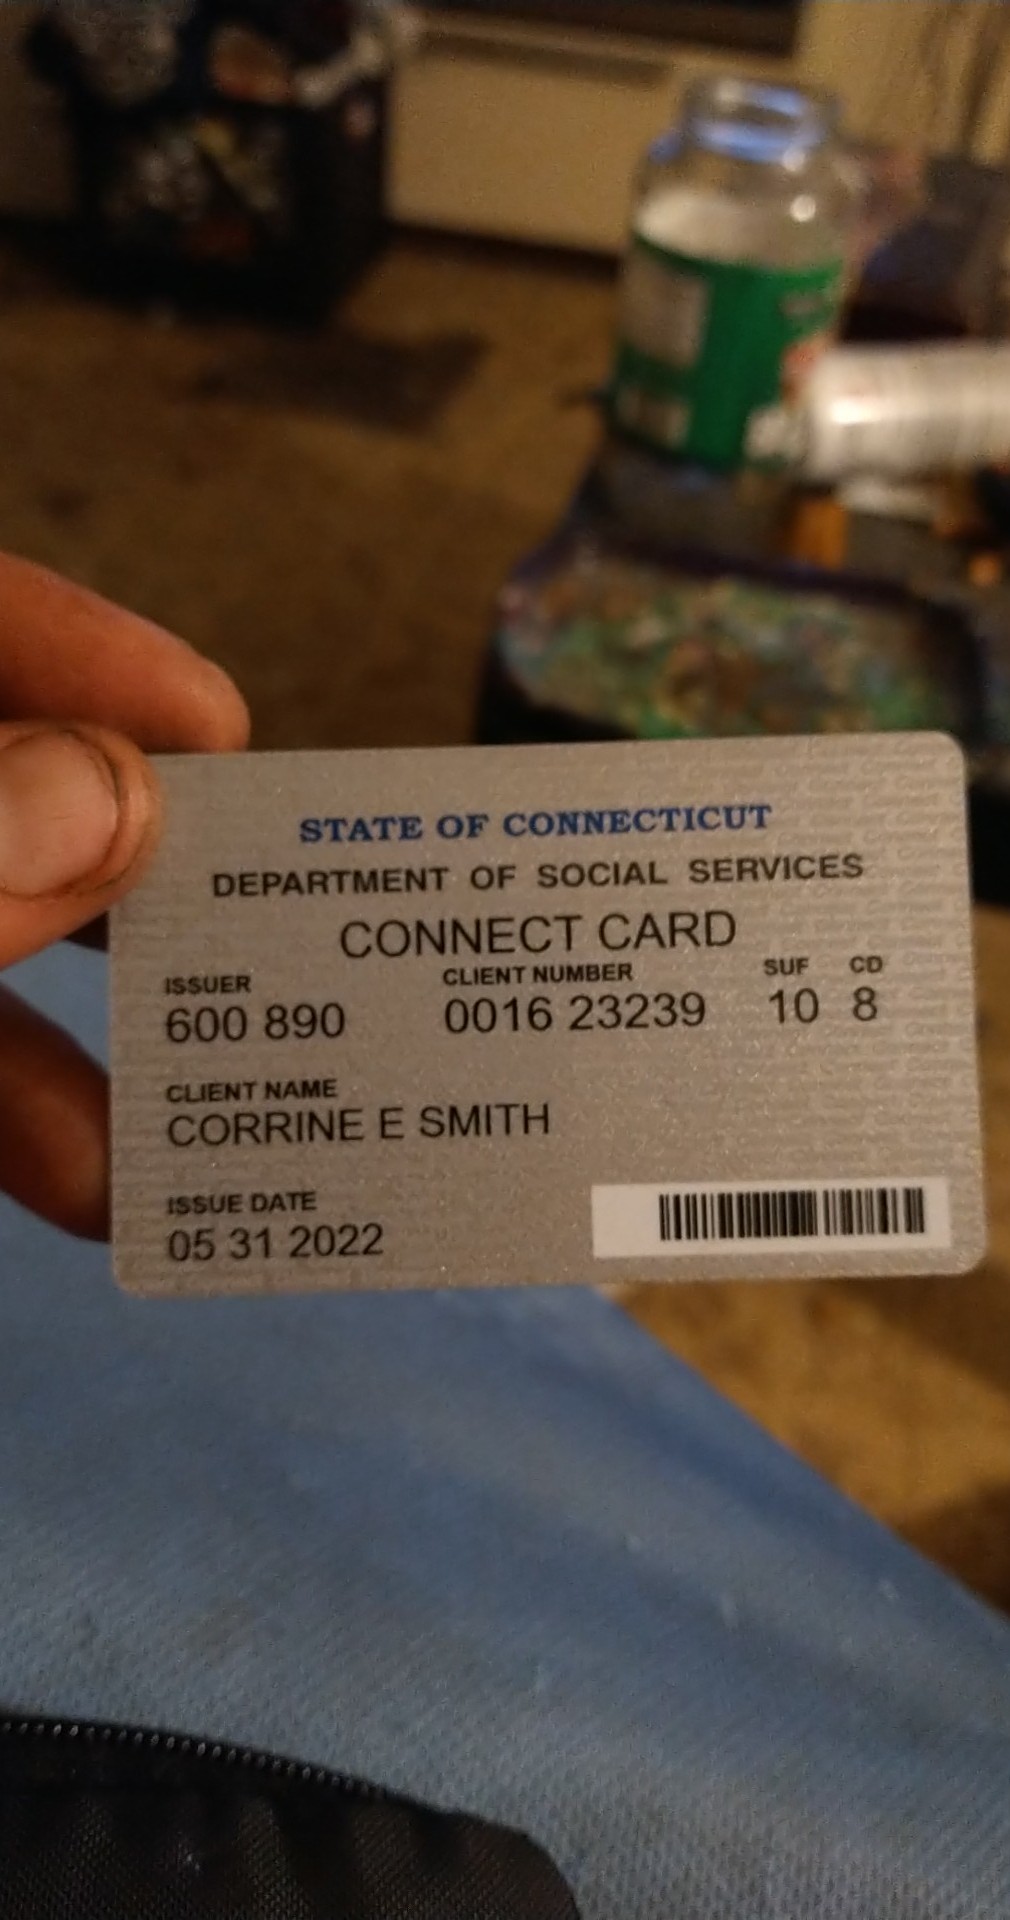 STATE OF CONNECTICUT
DEPARTMENT OF SOCIAL SERVICES
CONNECT CARD
ISSUER CLIENT NUMBER SUF CD
600 890 0016 23239 10 8
CLIENT NAME
CORRINE E SMITH
ISSUE DATE
05 31 2022